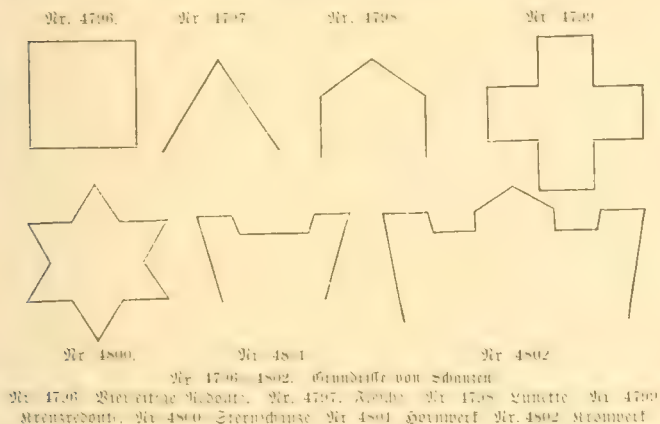 Nr. 4796. Nr. 4797 Nr. 4798 Nr. 4799
Nr. 4800. Nr. 4801 Nr. 4802
Nr. 4796–4802. Grundrisse von Schanzen
Nr. 4796 Vierseitige Redoute. Nr. 4797. Flesche Nr. 4798 Lunette Nr. 4799
Kreuzredoute. Nr. 4800 Sternschanze Nr. 4801 Hornwerk Nr. 4802 Kronwerk